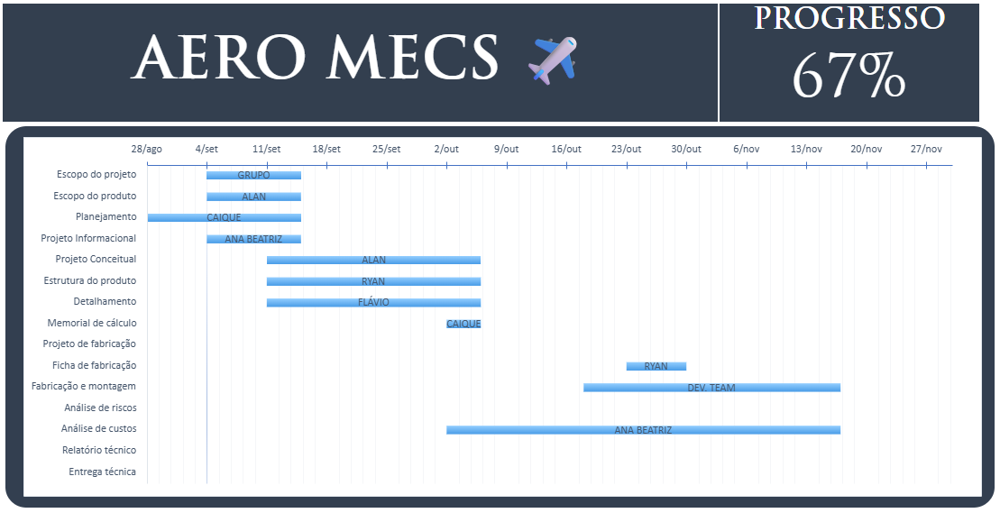 AERO MECS
PROGRESSO
67%
28/ago 4/set 11/set 18/set 25/set 2/out 9/out 16/out 23/out 30/out 6/nov 13/nov 20/nov 27/nov
Escopo do projeto GRUPO
Escopo do produto ALAN
Planejamento CAIQUE
Projeto Informacional ANA BEATRIZ
Projeto Conceitual ALAN
Estrutura do produto RYAN
Detalhamento FLÁVIO
Memorial de cálculo CAIQUE
Projeto de fabricação
Ficha de fabricação RYAN
Fabricação e montagem DEV. TEAM
Análise de riscos
Análise de custos ANA BEATRIZ
Relatório técnico
Entrega técnica